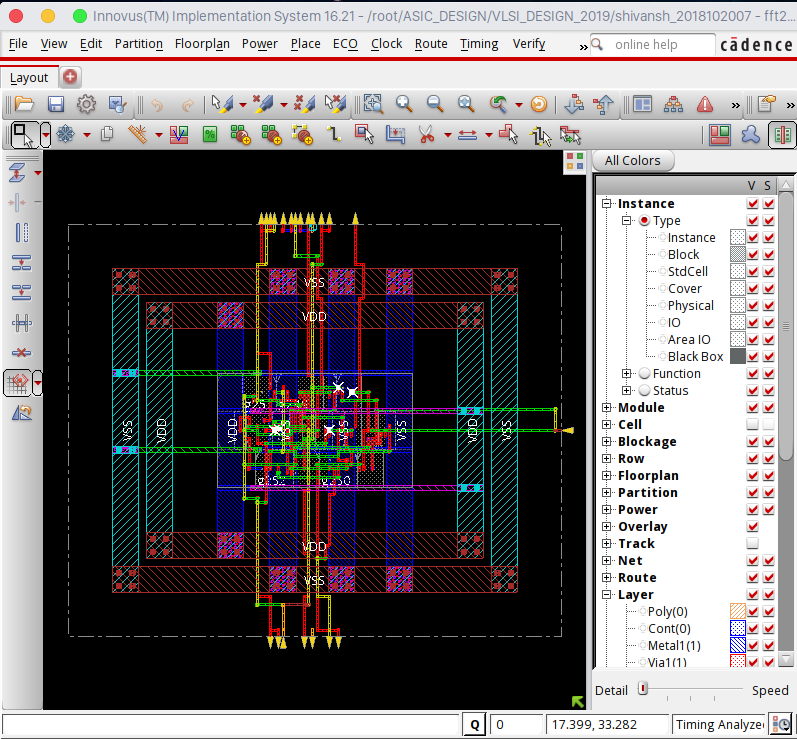 Innovus(TM) Implementation System 16.21 - /root/ASIC_DESIGN/VLSI_DESIGN_2019/shivansh_2018102007 - fft2...
File View Edit Partition Floorplan Power Place ECO Clock Route Timing Verify » online help cādence
Layout
» »
All Colors
V S
Instance
Type
Instance
Block
StdCell
Cover
Physical
IO
Area IO
Black Box
Function
Status
Module
Cell
Blockage
Row
Floorplan
Partition
Power
Overlay
Track
Net
Route
Layer
Poly(0)
Cont(0)
Metal1(1)
Via1(1)
VSS
VDD
VSS VDD VDD VSS VSS VSS VDD VSS
VDD
VSS
Detail Speed
Q 0 17.399, 33.282 Timing Analyze